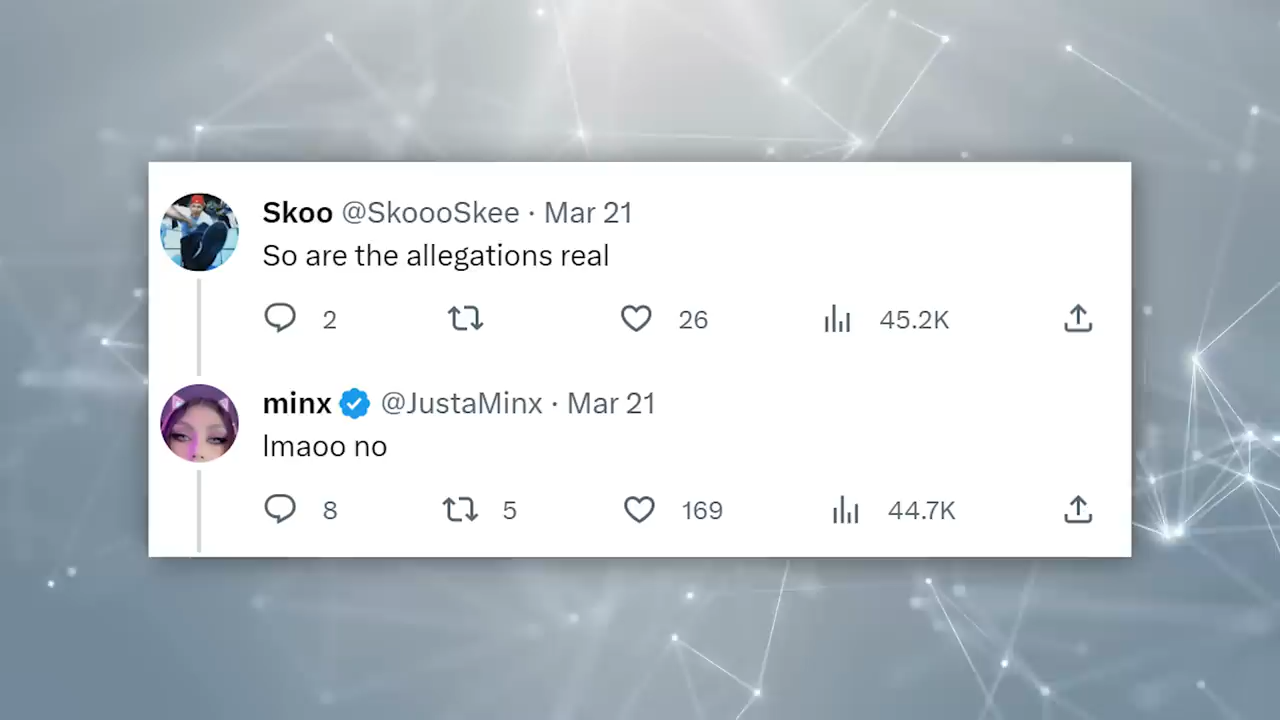 Skoo @SkoooSkee · Mar 21
So are the allegations real
2 26 45.2K
minx @JustaMinx · Mar 21
lmaoo no
8 5 169 44.7K